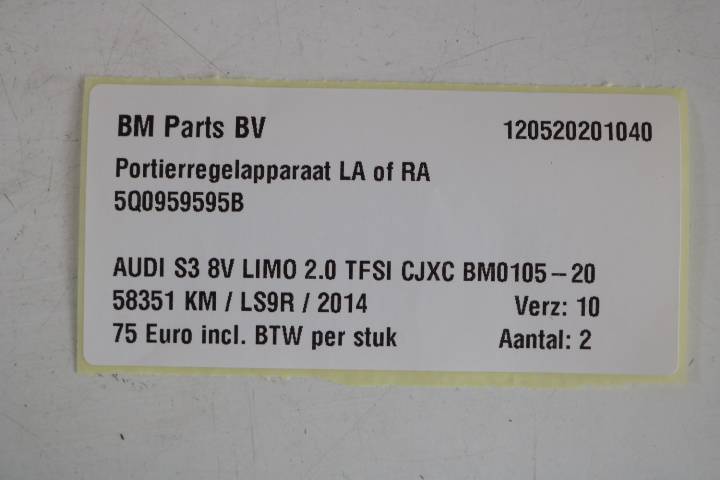 BM Parts BV 120520201040
Portierregelapparaat LA of RA
5Q0959595B
AUDI S3 8V LIMO 2.0 TFSI CJXC BM0105-20
58351 KM / LS9R / 2014 Verz: 10
75 Euro incl. BTW per stuk Aantal: 2